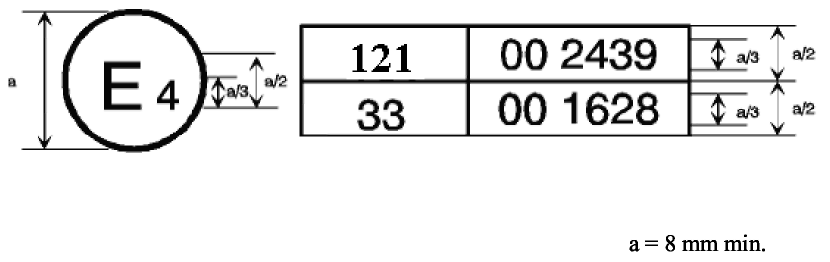 a E 4 a/3 a/2 121 00 2439 a/3 a/2
33 00 1628 a/3 a/2
a = 8 mm min.